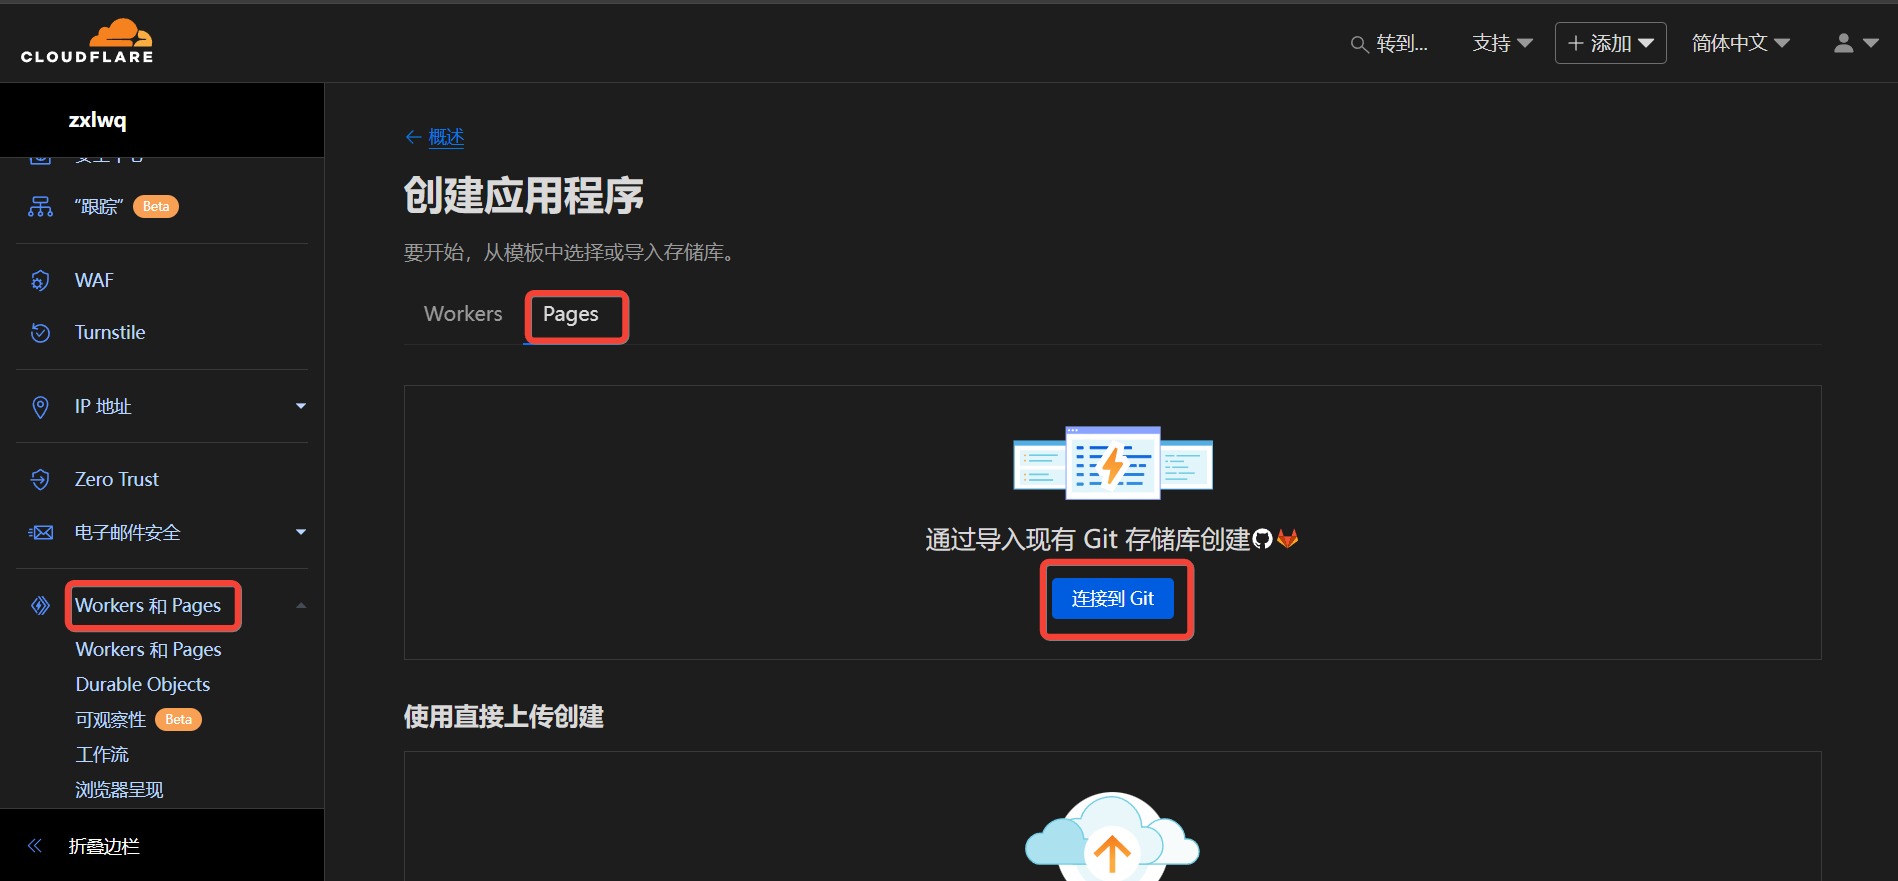 CLOUDFLARE
转到...
支持
+ 添加
简体中文
zxlwq
安全中心
“跟踪” Beta
WAF
Turnstile
IP 地址
Zero Trust
电子邮件安全
Workers 和 Pages
Workers 和 Pages
Durable Objects
可观察性 Beta
工作流
浏览器呈现
折叠边栏
← 概述
创建应用程序
要开始，从模板中选择或导入存储库。
Workers Pages
通过导入现有 Git 存储库创建
连接到 Git
使用直接上传创建